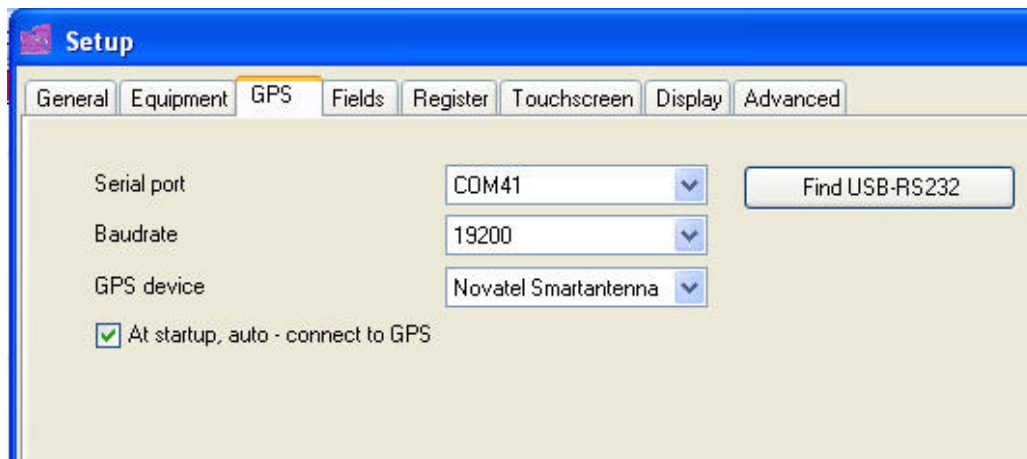 Setup
General Equipment GPS Fields Register Touchscreen Display Advanced
Serial port COM41 Find USB-RS232
Baudrate 19200
GPS device Novatel Smartantenna
At startup, auto - connect to GPS